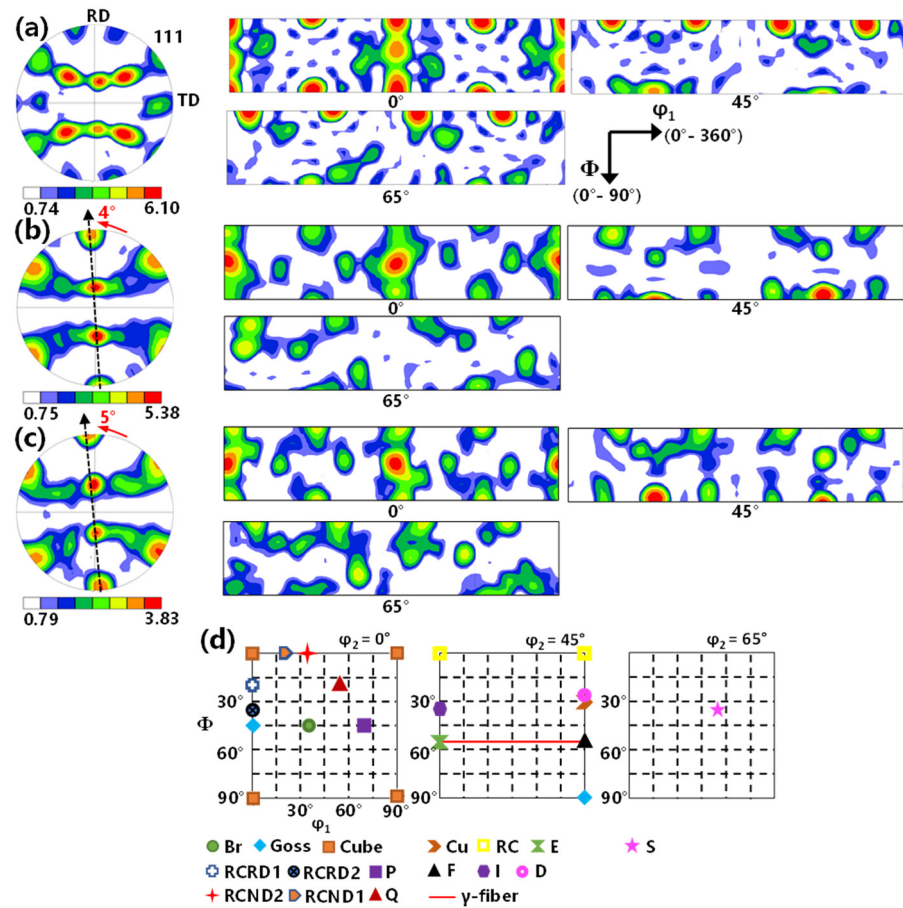 (a)
RD
111
TD
0.74
6.10
0°
45°
65°
φ1
(0°- 360°)
Φ
(0°- 90°)
(b)
4°
0.75
5.38
0°
45°
65°
(c)
5°
0.79
3.83
0°
45°
65°
(d)
φ2 = 0°
φ2 = 45°
φ2 = 65°
30°
Φ
60°
90°
30°
60°
90°
φ1
30°
60°
90°
30°
60°
90°
Br
Goss
Cube
Cu
RC
E
S
RCRD1
RCRD2
P
F
I
D
RCND2
RCND1
Q
γ-fiber